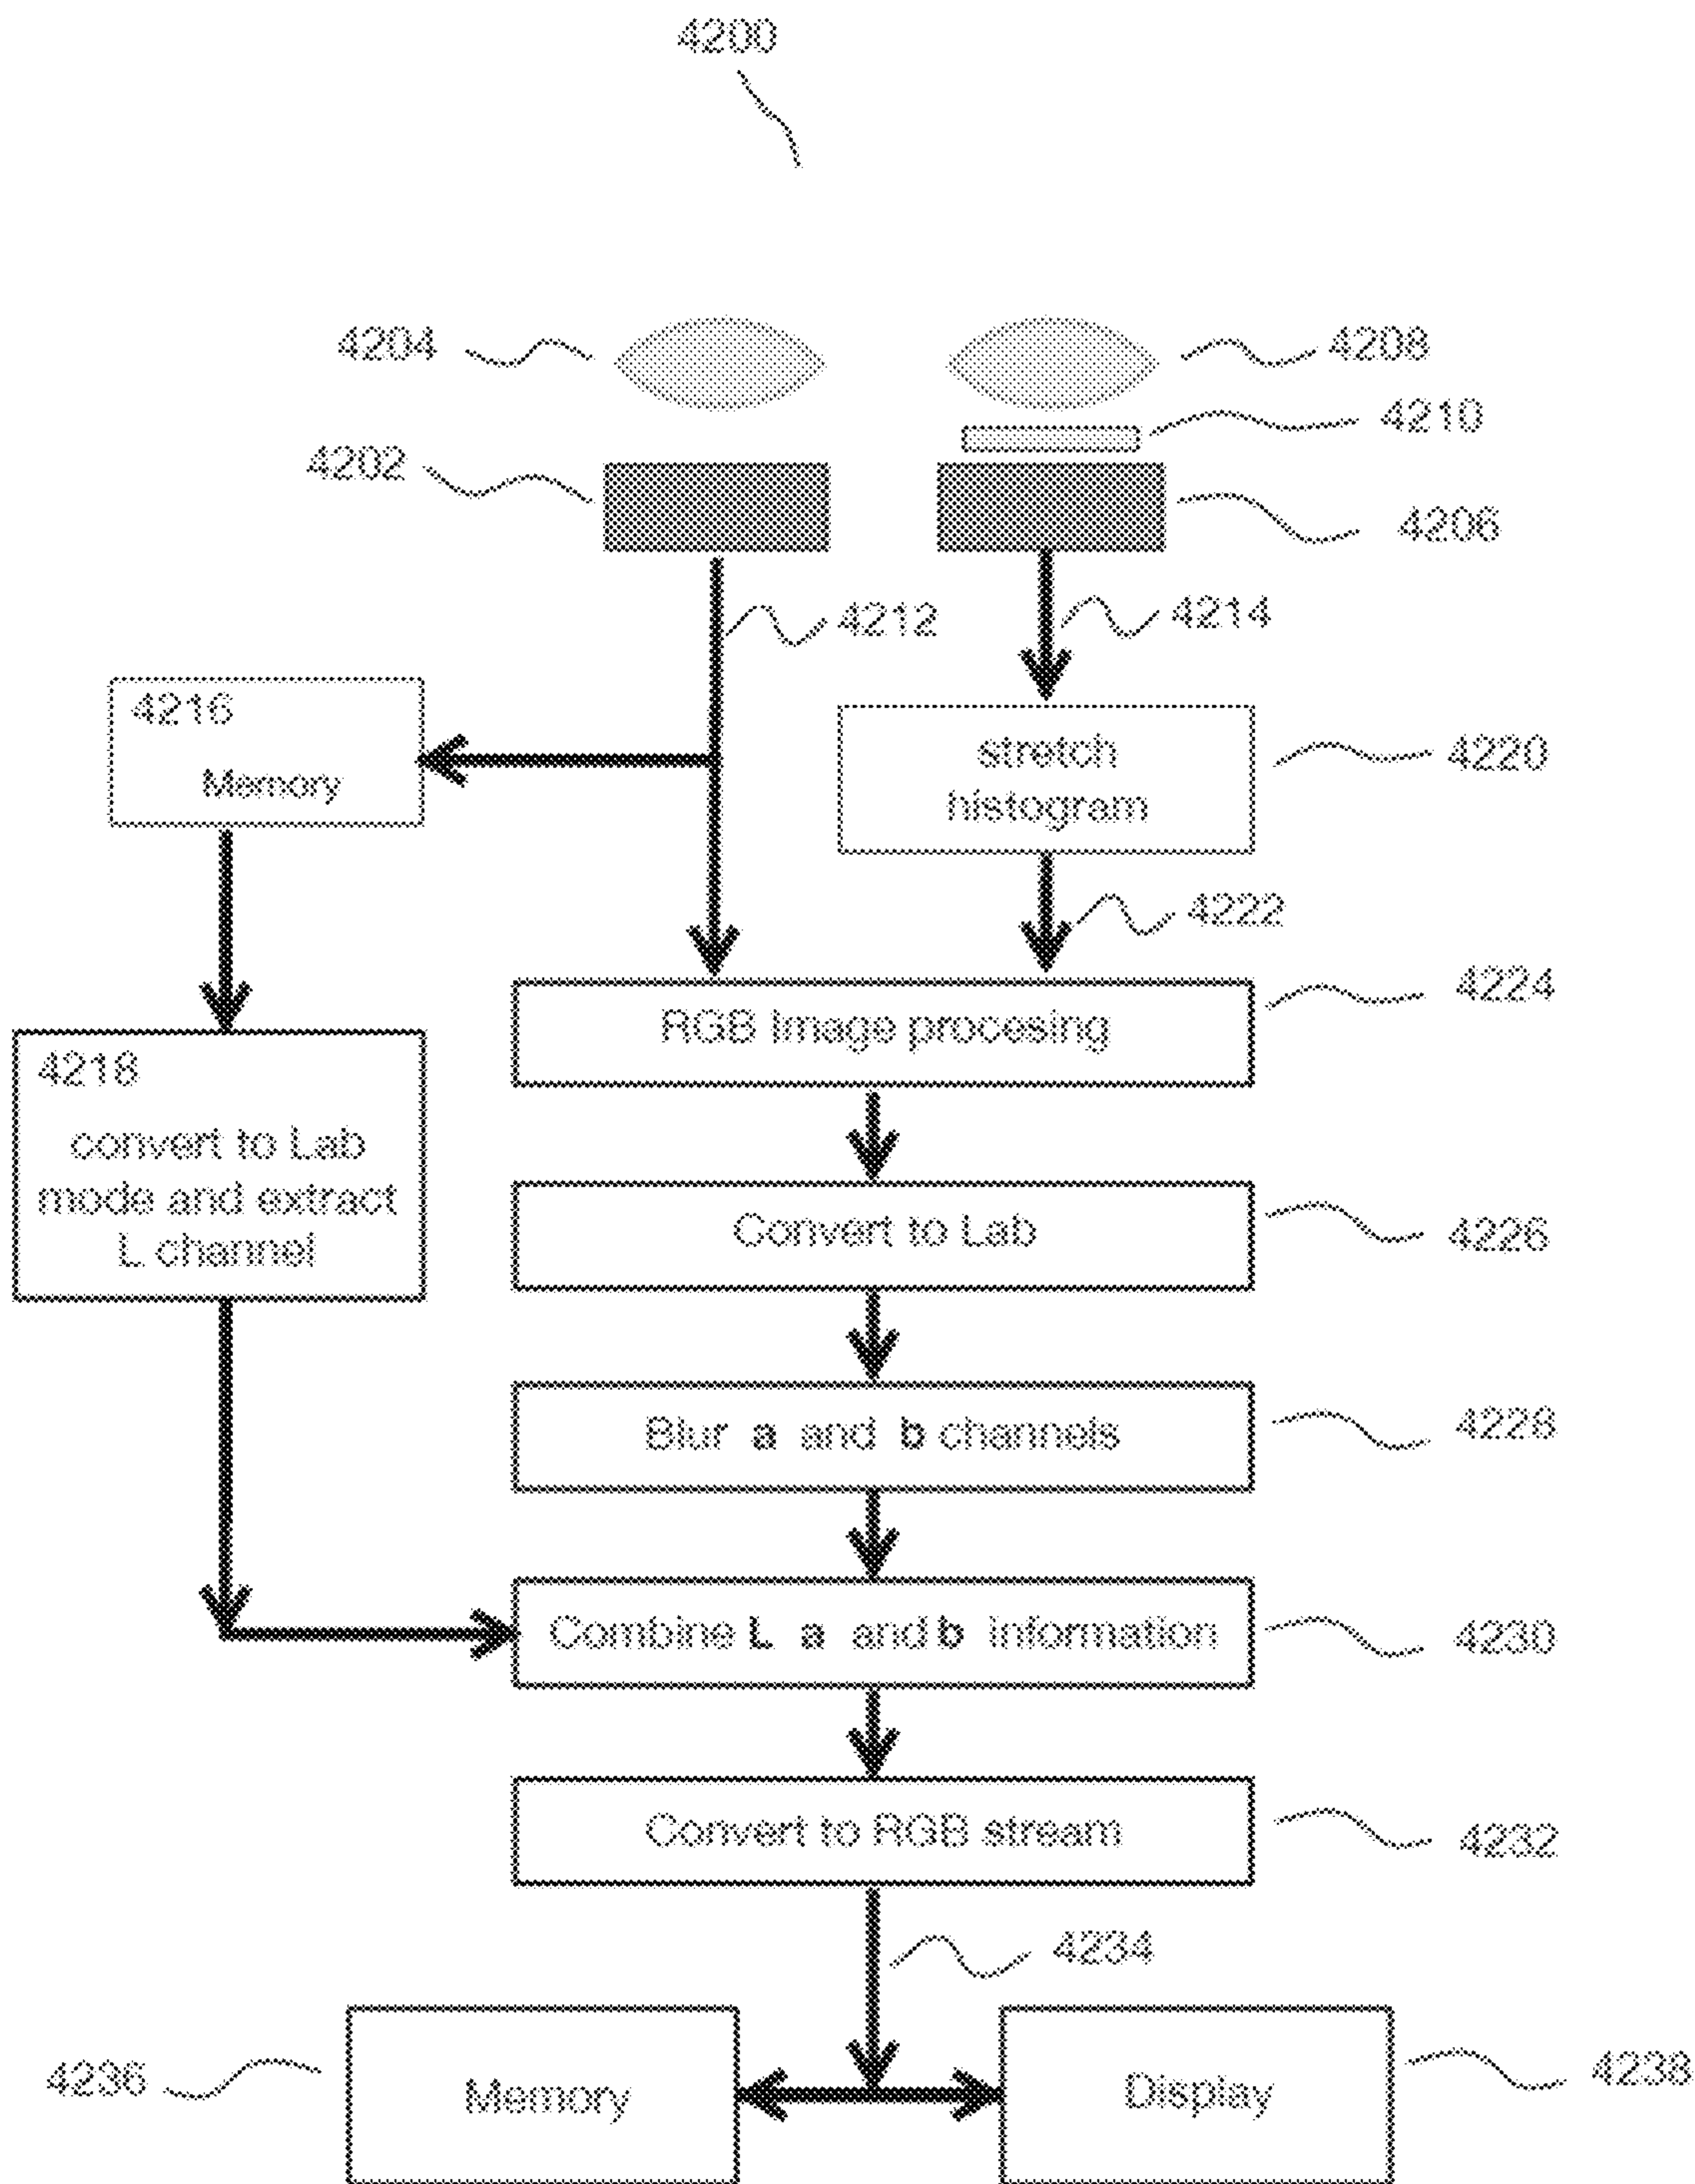 4200
4204
4208
4210
4202
4206
4212
4214
4216
Memory
stretch
histogram
4220
4222
4224
RGB Image procesing
4218
convert to Lab
mode and extract
L channel
Convert to Lab
4226
Blur a and b channels
4228
Combine L a and b information
4230
Convert to RGB stream
4232
4234
4236
Memory
Display
4238